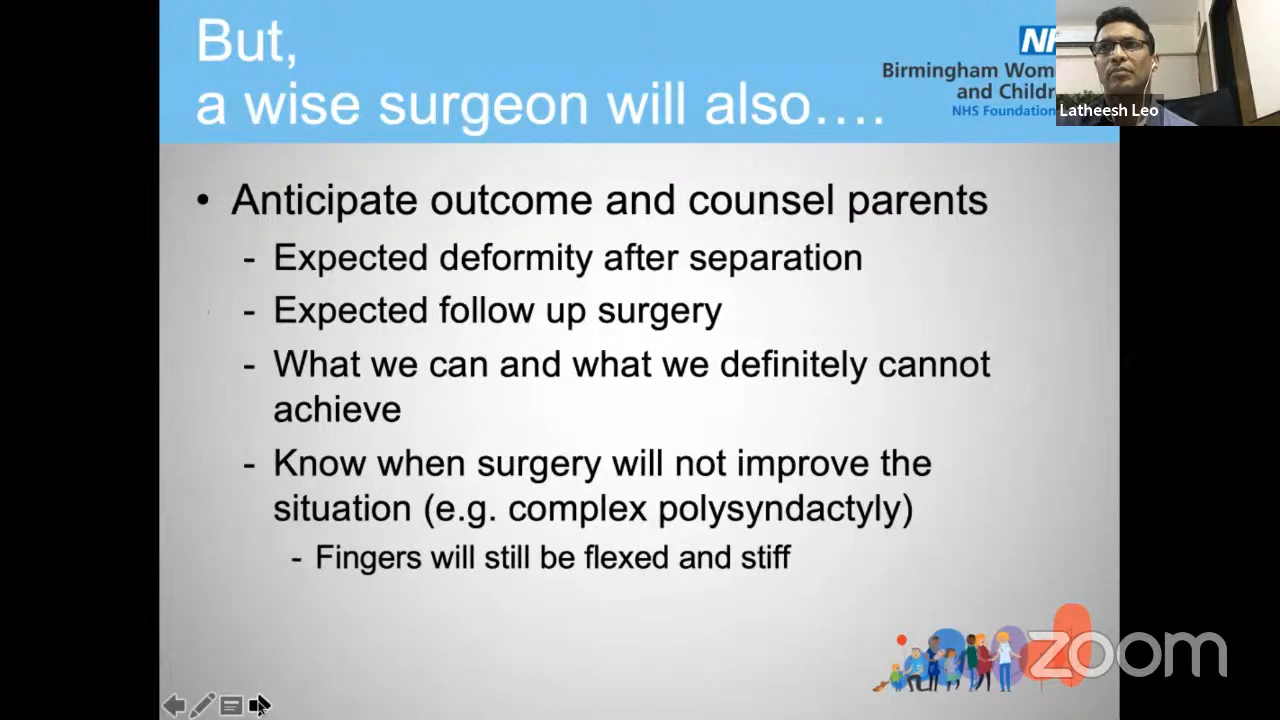 But,
a wise surgeon will also….
Birmingham Wom
and Childr
NHS Foundation
Latheesh Leo
• Anticipate outcome and counsel parents
- Expected deformity after separation
- Expected follow up surgery
- What we can and what we definitely cannot
achieve
- Know when surgery will not improve the
situation (e.g. complex polysyndactyly)
- Fingers will still be flexed and stiff
zoom